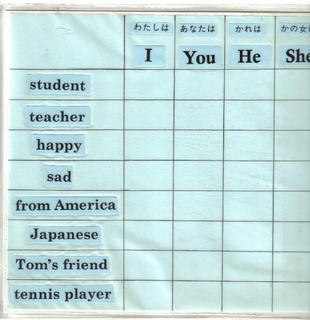 わたしは あなたは かれは かの女は
I You He She
student
teacher
happy
sad
from America
Japanese
Tom's friend
tennis player